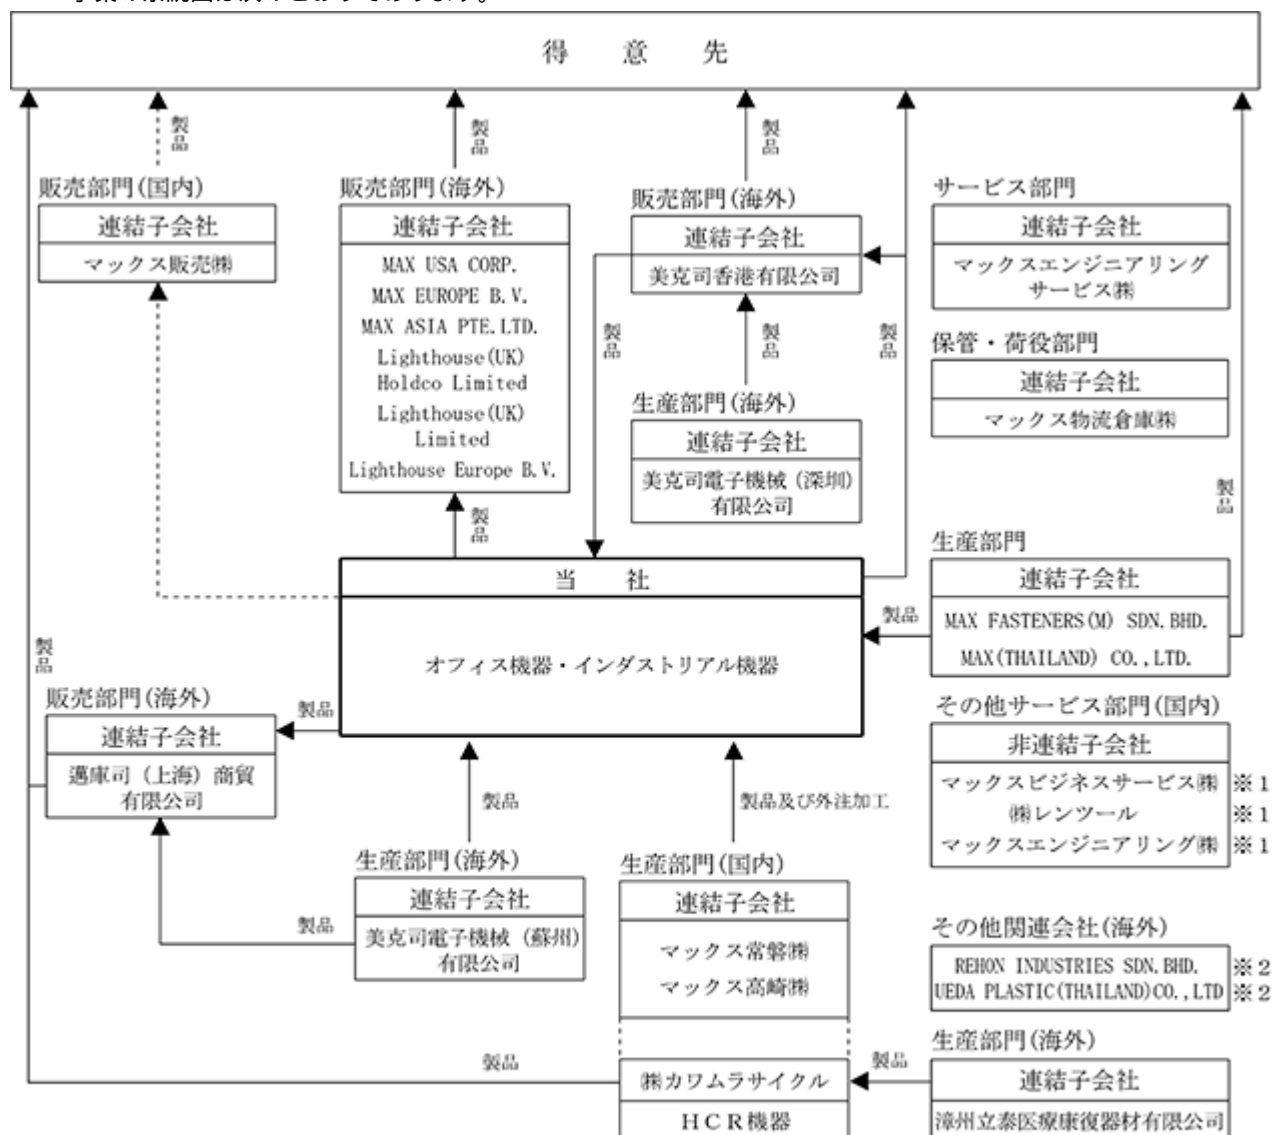 得意先
製品
製品
製品
販売部門(国内)
連結子会社
マックス販売㈱
販売部門(海外)
連結子会社
MAX USA CORP.
MAX EUROPE B.V.
MAX ASIA PTE.LTD.
Lighthouse(UK)
Holdco Limited
Lighthouse(UK)
Limited
Lighthouse Europe B.V.
製品
販売部門(海外)
連結子会社
美克司香港有限公司
製品
製品
製品
生産部門(海外)
連結子会社
美克司電子機械（深圳）
有限公司
サービス部門
連結子会社
マックスエンジニアリング
サービス㈱
保管・荷役部門
連結子会社
マックス物流倉庫㈱
製品
当社
オフィス機器・インダストリアル機器
製品
生産部門
連結子会社
MAX FASTENERS(M) SDN.BHD.
MAX(THAILAND) CO.,LTD.
製品
販売部門(海外)
連結子会社
邁庫司（上海）商貿
有限公司
製品
製品
製品及び外注加工
その他サービス部門(国内)
非連結子会社
マックスビジネスサービス㈱ ※1
㈱レンツール ※1
マックスエンジニアリング㈱ ※1
生産部門(海外)
連結子会社
美克司電子機械（蘇州）
有限公司
製品
生産部門(国内)
連結子会社
マックス常磐㈱
マックス高崎㈱
その他関連会社(海外)
REHON INDUSTRIES SDN.BHD. ※2
UEDA PLASTIC(THAILAND)CO.,LTD ※2
製品
㈱カワムラサイクル
HCR機器
製品
生産部門(海外)
連結子会社
漳州立泰医療康復器材有限公司